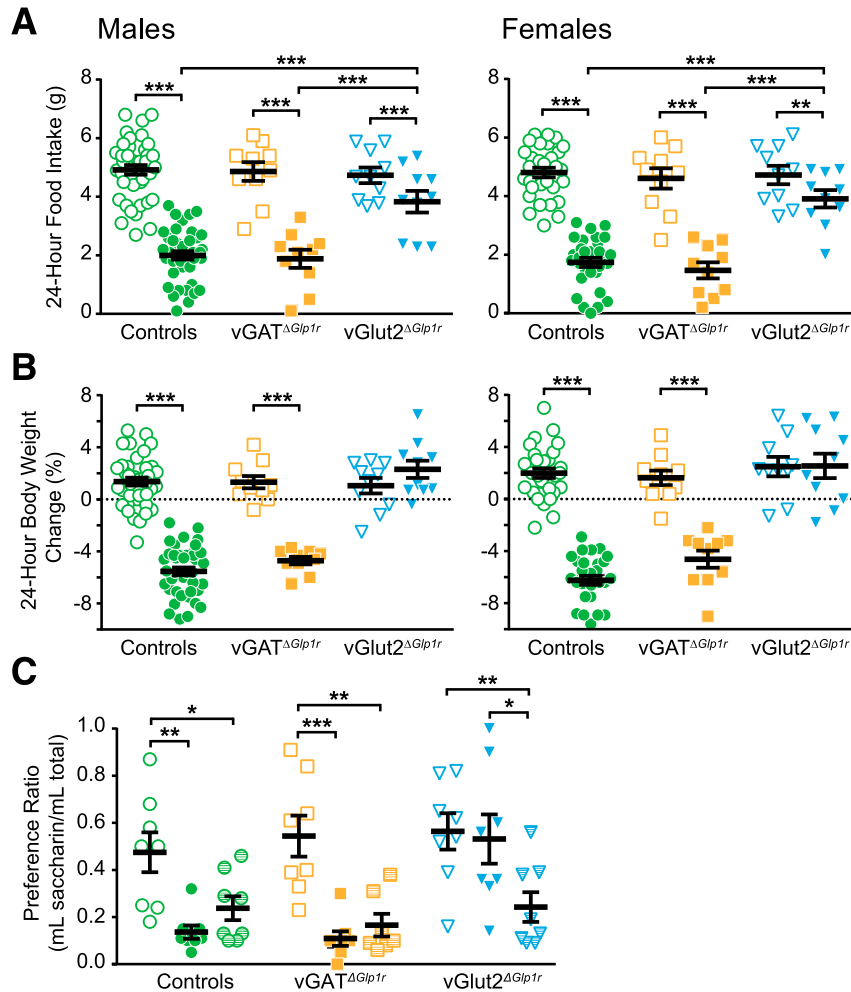 A
Males
Females
***
***
***
***
***
***
***
***
***
**
24-Hour Food Intake (g)
8
6
4
2
0
8
6
4
2
0
Controls
vGATΔGlp1r
vGlut2ΔGlp1r
Controls
vGATΔGlp1r
vGlut2ΔGlp1r
B
***
***
***
***
24-Hour Body Weight
Change (%)
8
4
0
-4
-8
8
4
0
-4
-8
Controls
vGATΔGlp1r
vGlut2ΔGlp1r
Controls
vGATΔGlp1r
vGlut2ΔGlp1r
C
*
**
**
***
**
*
Preference Ratio
(mL saccharin/mL total)
1.0
0.8
0.6
0.4
0.2
0.0
Controls
vGATΔGlp1r
vGlut2ΔGlp1r